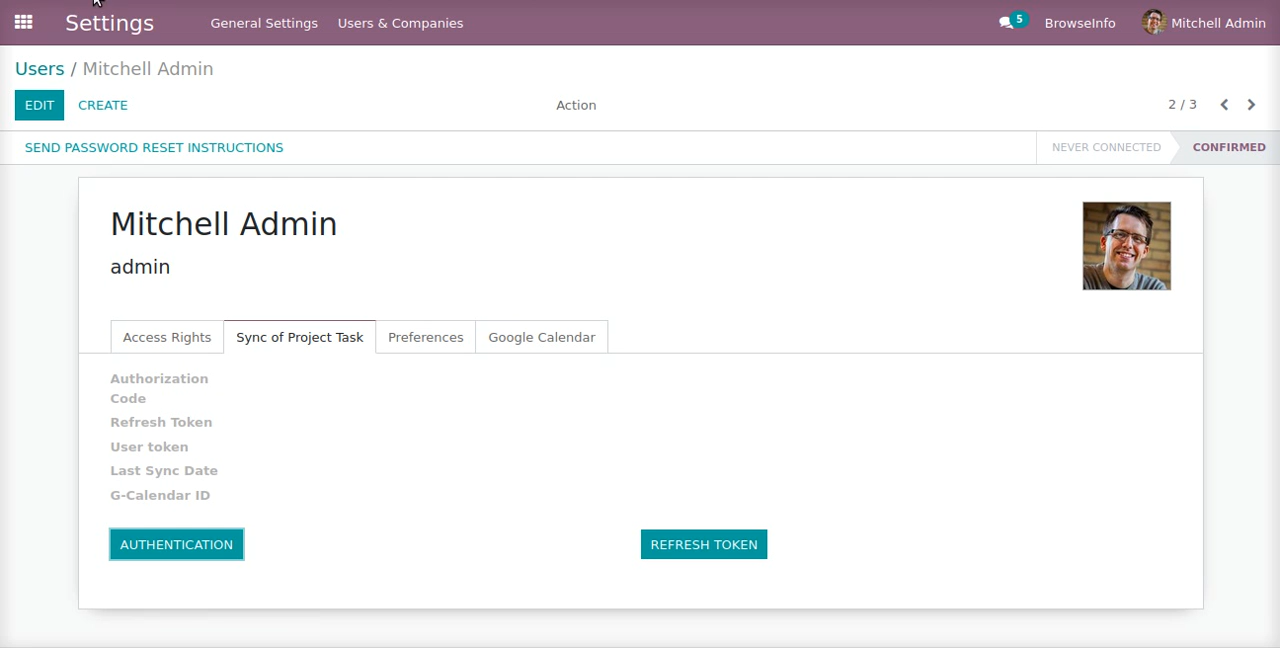 Settings
General Settings
Users & Companies
5
BrowseInfo
Mitchell Admin
Users / Mitchell Admin
EDIT
CREATE
Action
2 / 3
SEND PASSWORD RESET INSTRUCTIONS
NEVER CONNECTED
CONFIRMED
Mitchell Admin
admin
Access Rights
Sync of Project Task
Preferences
Google Calendar
Authorization
Code
Refresh Token
User token
Last Sync Date
G-Calendar ID
AUTHENTICATION
REFRESH TOKEN